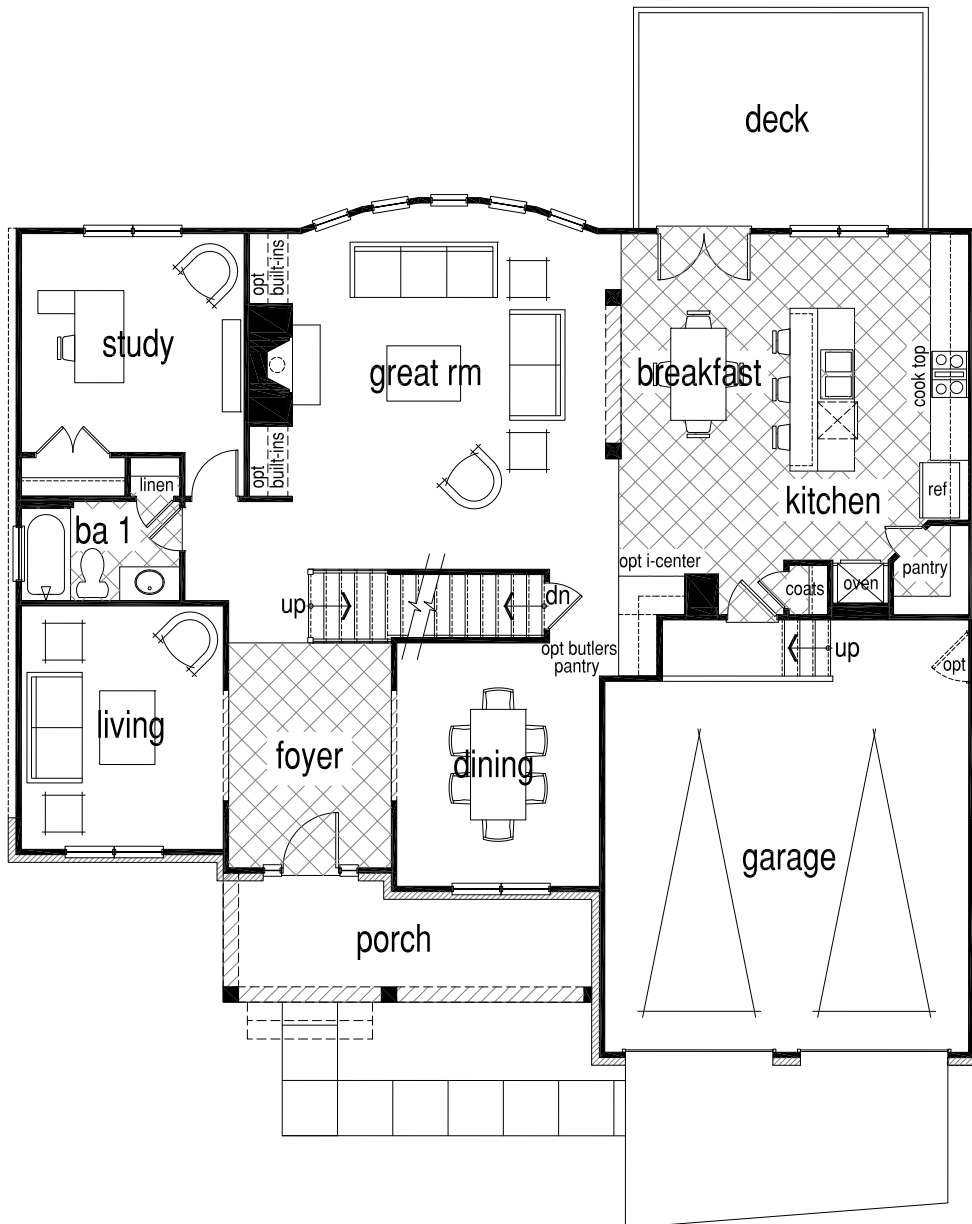 deck
opt
built-ins
study
great rm
breakfast
cook top
opt
built-ins
linen
ref
kitchen
ba 1
opt i-center
pantry
coats
oven
up
dn
opt butlers
pantry
up
opt
living
foyer
dining
garage
porch